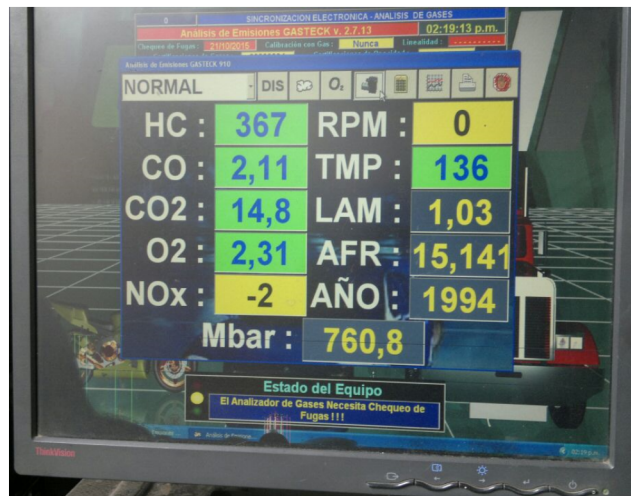 SINCRONIZACION ELECTRONICA - ANALISIS DE GASES
Análisis de Emisiones GASTECK v. 2.7.13 02:19:13 p.m.
Chequeo de Fugas : 21/10/2015 Calibración con Gas : Nunca Linealidad :
Análisis de Emisiones GASTECK V10
NORMAL DIS O₂
HC : 367 RPM : 0
CO : 2,11 TMP : 136
CO2 : 14,8 LAM : 1,03
O2 : 2,31 AFR : 15,141
NOx : -2 AÑO : 1994
Mbar : 760,8
Estado del Equipo
El Analizador de Gases Necesita Chequeo de
Fugas !!!
ThinkVision